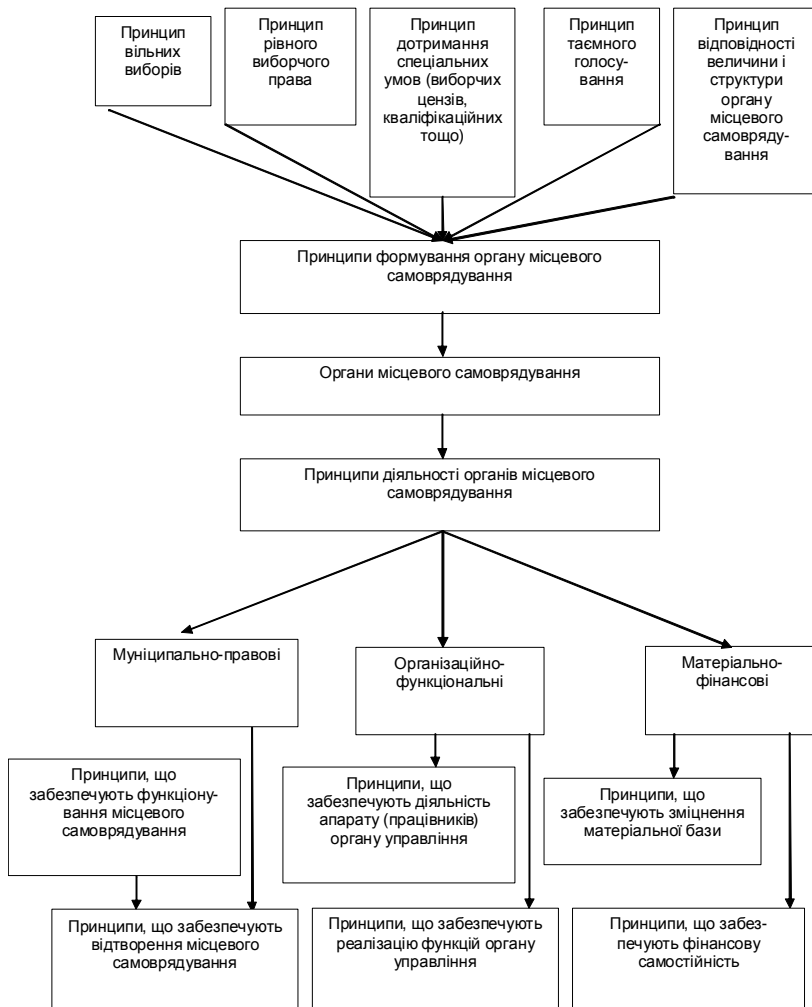 Принцип
вільних
виборів
Принцип
рівного
виборчого
права
Принцип
дотримання
спеціальних
умов (виборчих
цензів,
кваліфікаційних
тощо)
Принцип
таємного
голосу-
вання
Принцип
відповідності
величини і
структури
органу
місцевого
самовряду-
вання
Принципи формування органу місцевого
самоврядування
Органи місцевого самоврядування
Принципи діяльності органів місцевого
самоврядування
Муніципально-правові
Організаційно-
функціональні
Матеріально-
фінансові
Принципи, що
забезпечують функціону-
вання місцевого
самоврядування
Принципи, що
забезпечують діяльність
апарату (працівників)
органу управління
Принципи, що
забезпечують зміцнення
матеріальної бази
Принципи, що забезпечують
відтворення місцевого
самоврядування
Принципи, що забезпечують
реалізацію функцій органу
управління
Принципи, що забез-
печують фінансову
самостійність